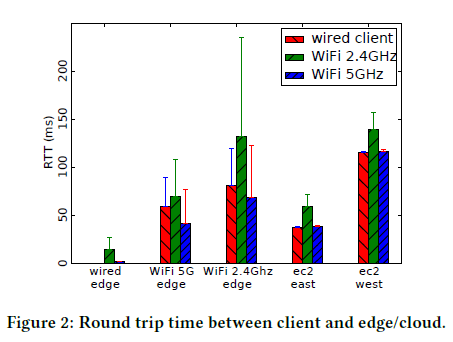 wired client
WiFi 2.4GHz
WiFi 5GHz
RTT (ms)
200
150
100
50
0
wired edge
WiFi 5G edge
WiFi 2.4Ghz edge
ec2 east
ec2 west
Figure 2: Round trip time between client and edge/cloud.